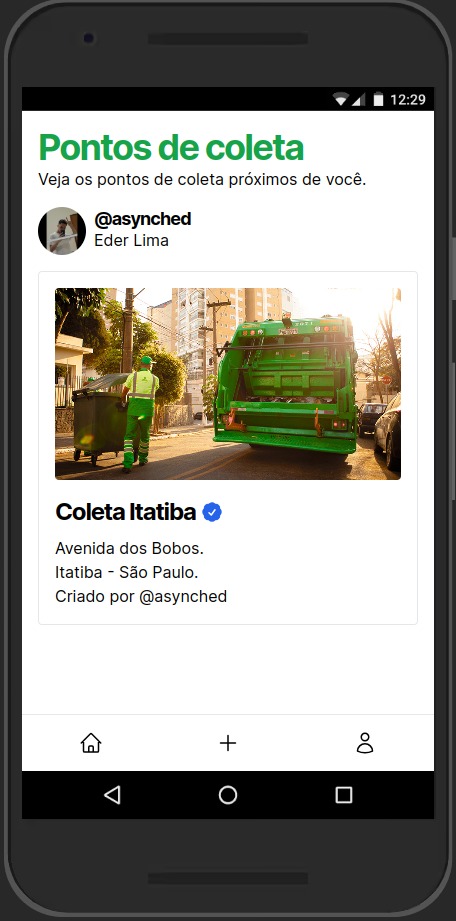 12:29
Pontos de coleta
Veja os pontos de coleta próximos de você.
@asynched
Eder Lima
Coleta Itatiba
Avenida dos Bobos.
Itatiba - São Paulo.
Criado por @asynched